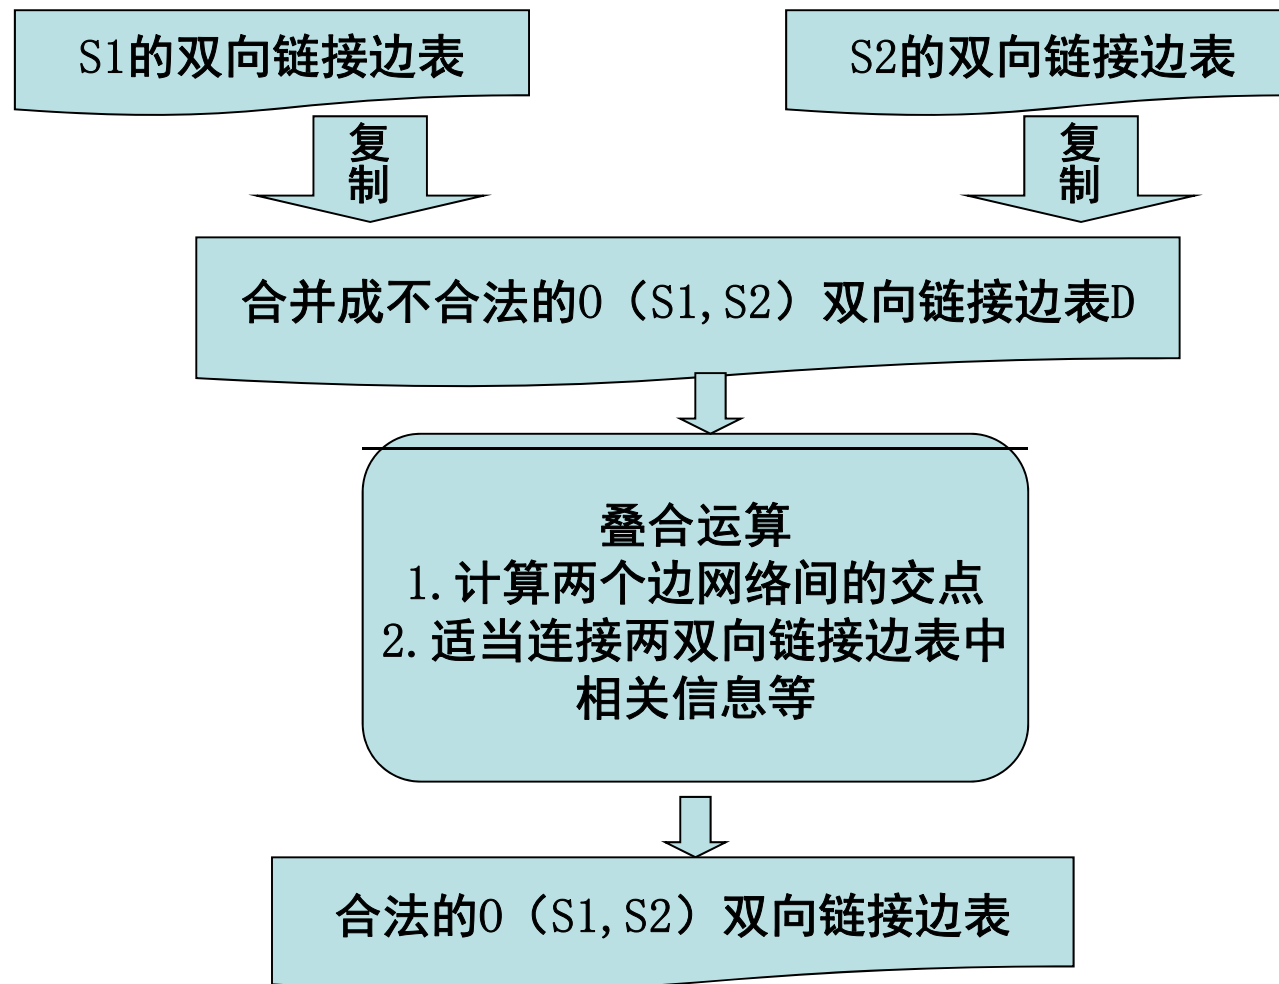 S1的双向链接边表
S2的双向链接边表
复
制
复
制
合并成不合法的O（S1,S2）双向链接边表D
叠合运算
1.计算两个边网络间的交点
2.适当连接两双向链接边表中
相关信息等
合法的O（S1,S2）双向链接边表